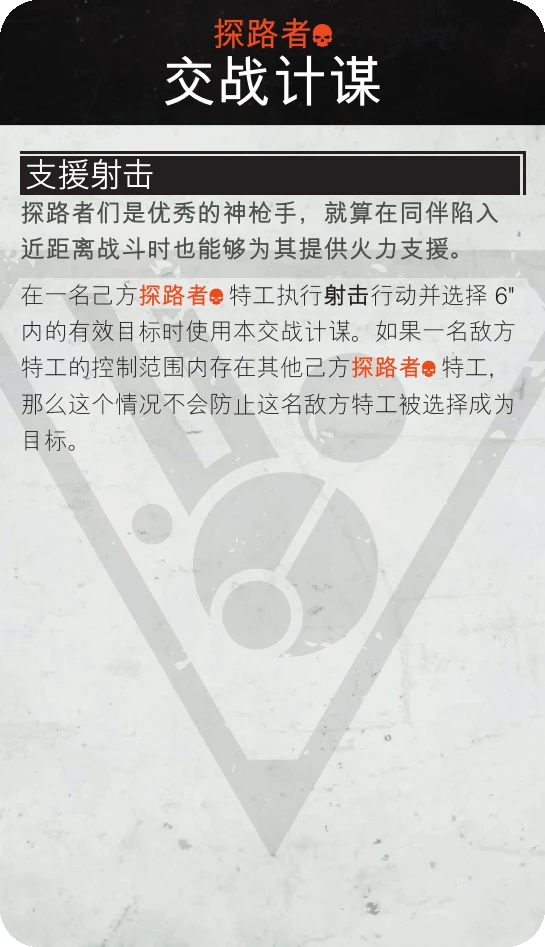 探路者
交战计谋
支援射击
探路者们是优秀的神枪手，就算在同伴陷入
近距离战斗时也能够为其提供火力支援。
在一名己方探路者特工执行射击行动并选择 6"
内的有效目标时使用本交战计谋。如果一名敌方
特工的控制范围内存在其他己方探路者特工，
那么这个情况不会防止这名敌方特工被选择成为
目标。